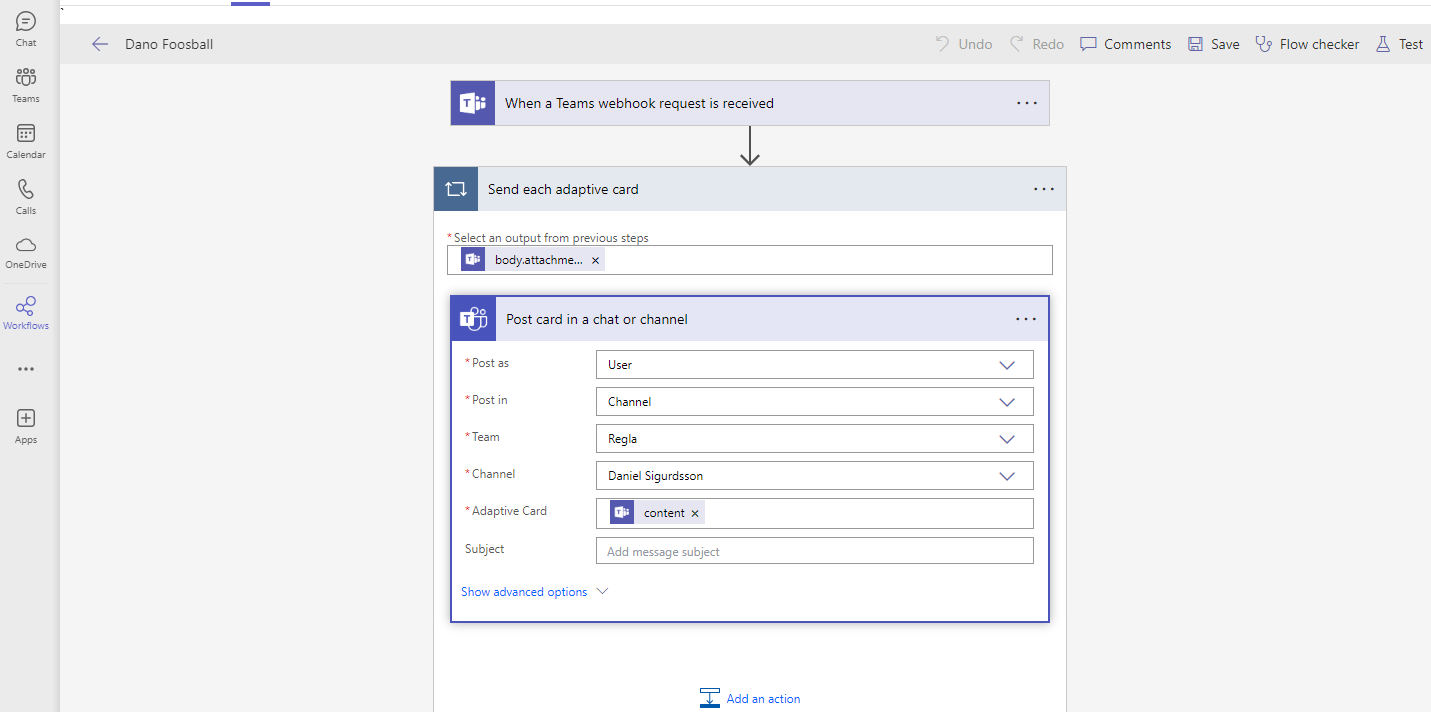 `
Chat
Teams
Calendar
Calls
OneDrive
Workflows
Apps
Dano Foosball
Undo Redo Comments Save Flow checker Test
When a Teams webhook request is received
Send each adaptive card
*Select an output from previous steps
body.attachme... ×
Post card in a chat or channel
*Post as User
*Post in Channel
*Team Regla
*Channel Daniel Sigurdsson
*Adaptive Card content ×
Subject Add message subject
Show advanced options
Add an action